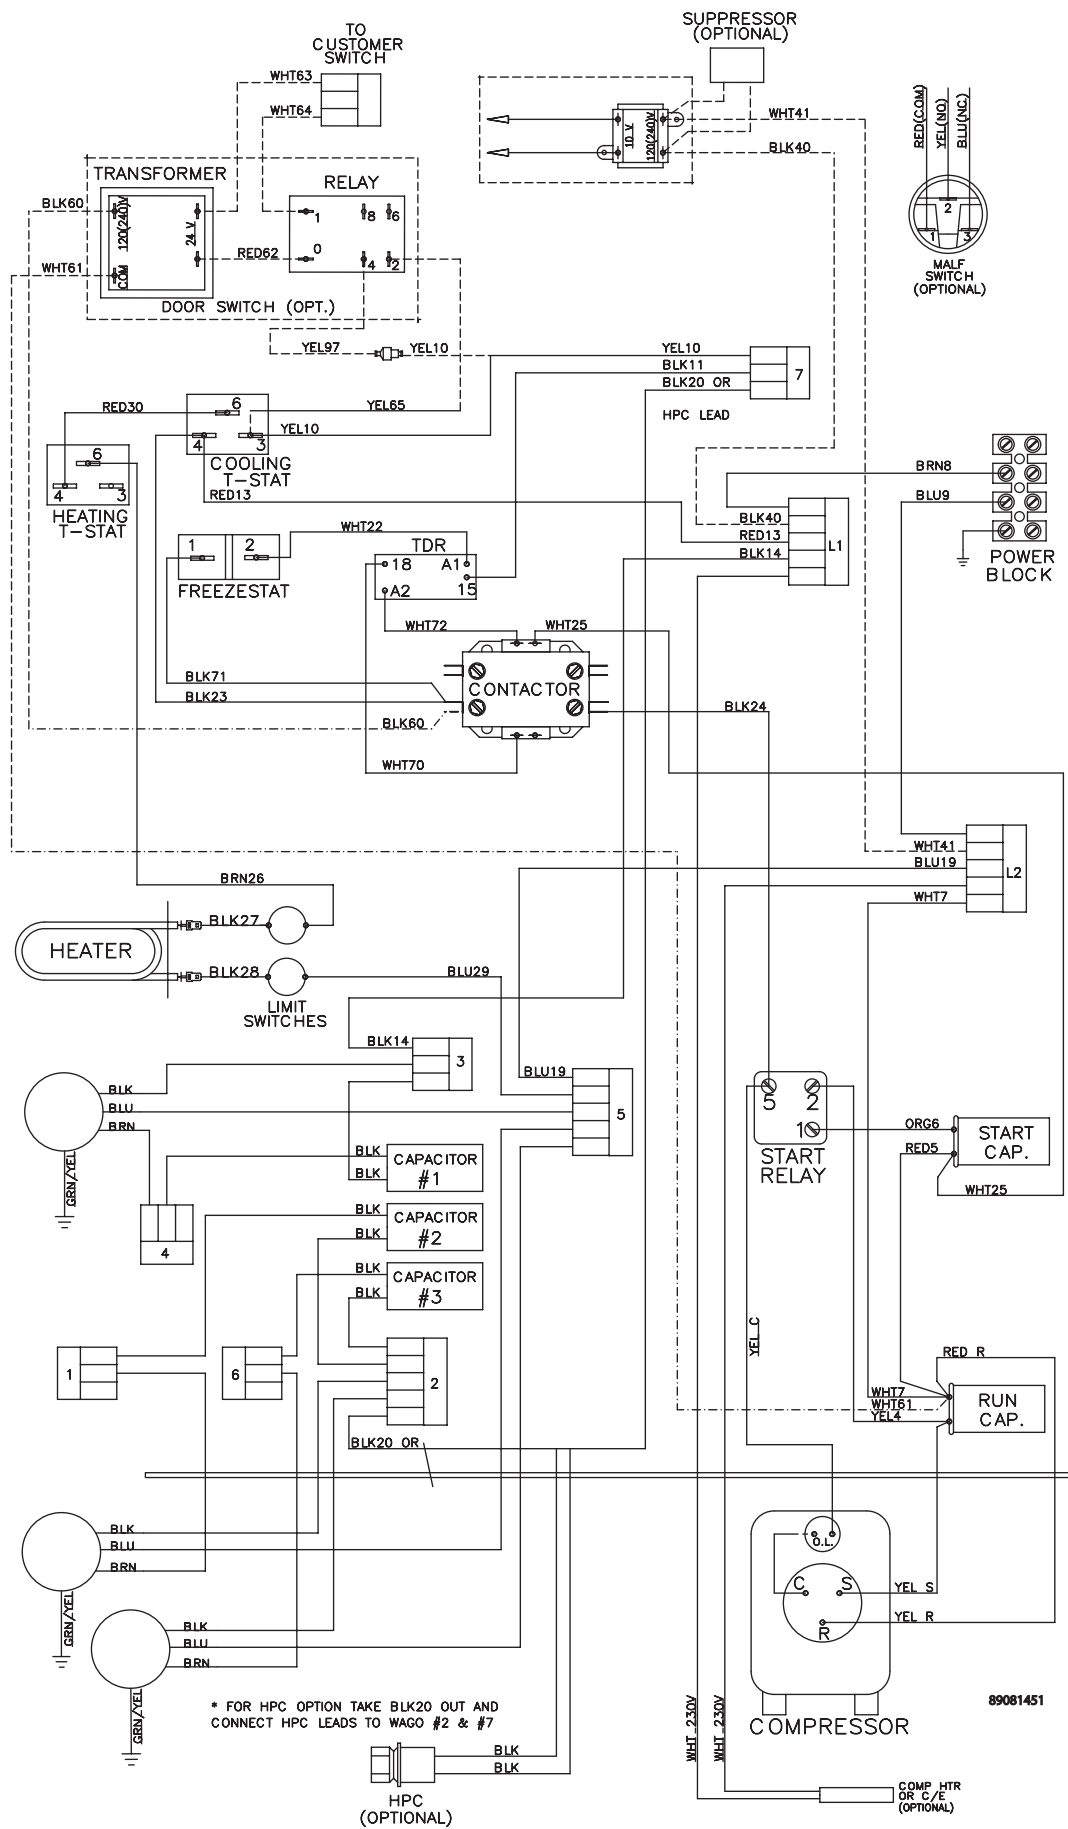 TO
CUSTOMER
SWITCH
WHT63
WHT64
SUPPRESSOR
(OPTIONAL)
10 V
120(240)V
WHT41
BLK40
RED(COM)
YEL(NO)
BLU(NC)
1
2
3
MALF
SWITCH
(OPTIONAL)
TRANSFORMER
RELAY
BLK60
WHT61
120(240)V
COM
24 V
RED62
1
8
6
0
4
2
DOOR SWITCH (OPT.)
YEL97
YEL10
YEL10
BLK11
BLK20 OR
HPC LEAD
7
RED30
6
4
3
YEL65
YEL10
COOLING
T-STAT
RED13
6
4
3
HEATING
T-STAT
BRN8
BLU9
POWER
BLOCK
BLK40
RED13
BLK14
L1
WHT22
1
2
FREEZESTAT
TDR
18
A1
A2
15
WHT72
WHT25
BLK71
BLK23
BLK60
CONTACTOR
BLK24
WHT70
WHT41
BLU19
WHT7
L2
BRN26
HEATER
BLK27
BLK28
BLU29
LIMIT
SWITCHES
BLK14
3
BLK
BLU
BRN
GRN/YEL
BLU19
5
BLK
BLK
CAPACITOR
#1
BLK
BLK
CAPACITOR
#2
BLK
BLK
CAPACITOR
#3
4
1
6
2
BLK20 OR
5
2
1
START
RELAY
ORG6
RED5
START
CAP.
WHT25
YEL C
RED R
WHT7
WHT61
YEL4
RUN
CAP.
BLK
BLU
BRN
GRN/YEL
BLK
BLU
BRN
GRN/YEL
O.L.
C
S
R
YEL S
YEL R
COMPRESSOR
89081451
* FOR HPC OPTION TAKE BLK20 OUT AND
CONNECT HPC LEADS TO WAGO #2 & #7
BLK
BLK
HPC
(OPTIONAL)
WHT 230V
WHT 230V
COMP HTR
OR C/E
(OPTIONAL)